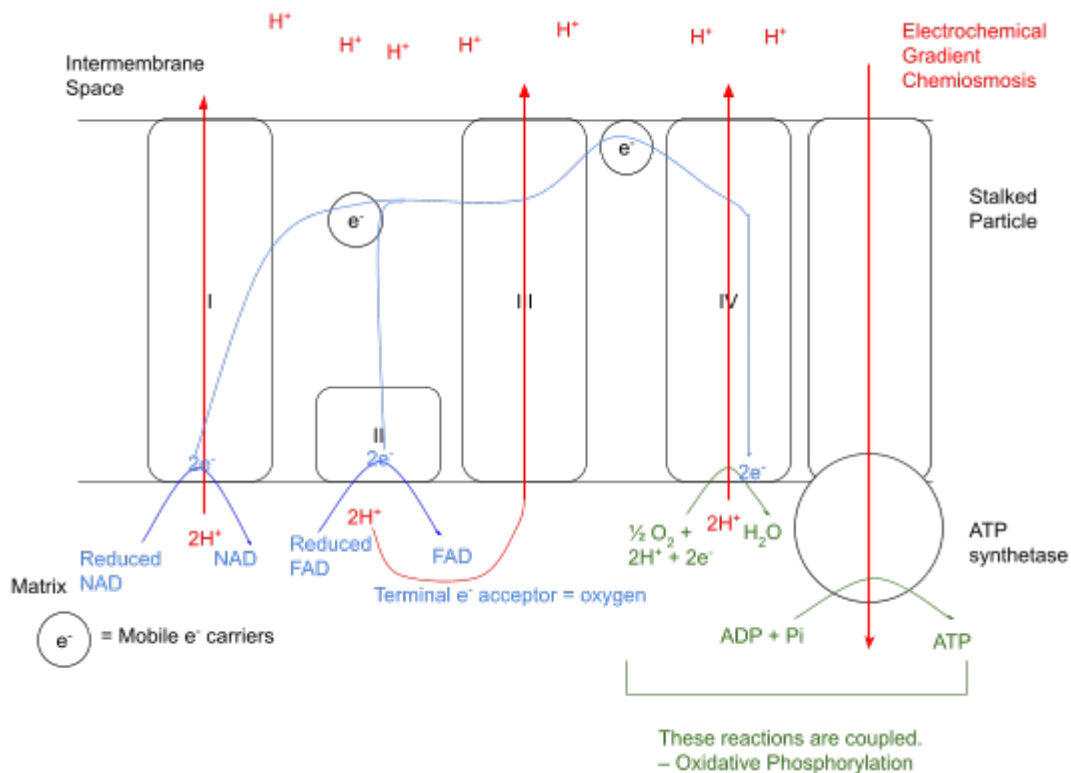 H⁺
H⁺
H⁺
H⁺
H⁺
H⁺
H⁺
Electrochemical
Gradient
Chemiosmosis
Intermembrane
Space
e⁻
e⁻
Stalked
Particle
I
III
IV
II
2e⁻
2e⁻
2e⁻
2H⁺
2H⁺
2H⁺
Reduced
NAD
NAD
Reduced
FAD
FAD
½ O₂ +
2H⁺ + 2e⁻
H₂O
ATP
synthetase
Matrix
Terminal e⁻ acceptor = oxygen
e⁻
= Mobile e⁻ carriers
ADP + Pi
ATP
These reactions are coupled.
– Oxidative Phosphorylation